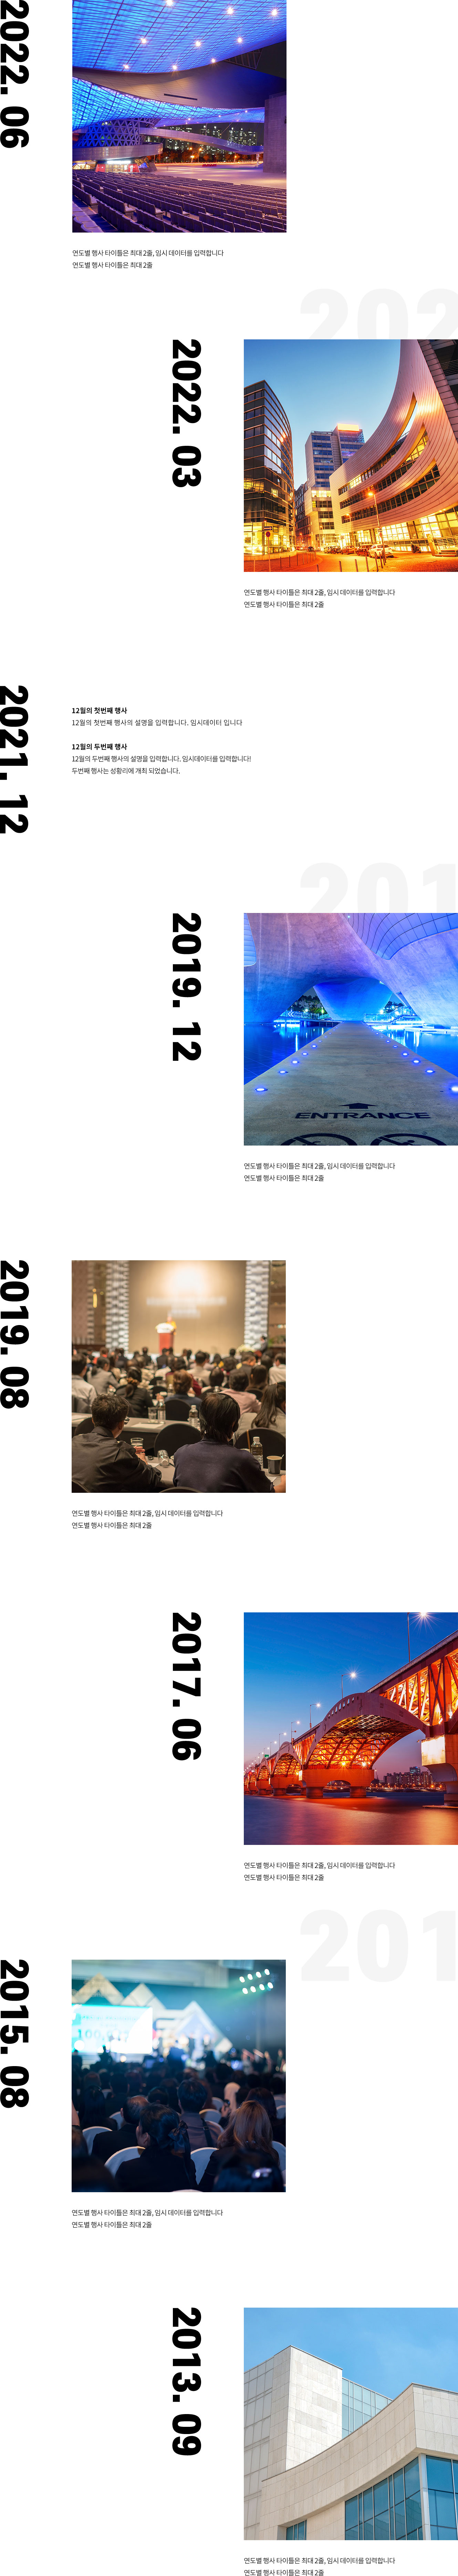 2022. 06
연도별 행사 타이틀은 최대 2줄, 임시 데이터를 입력합니다
연도별 행사 타이틀은 최대 2줄
202
2022. 03
연도별 행사 타이틀은 최대 2줄, 임시 데이터를 입력합니다
연도별 행사 타이틀은 최대 2줄
2021. 12
12월의 첫번째 행사
12월의 첫번째 행사의 설명을 입력합니다. 임시데이터 입니다
12월의 두번째 행사
12월의 두번째 행사의 설명을 입력합니다. 임시데이터를 입력합니다!
두번째 행사는 성황리에 개최 되었습니다.
201
2019. 12
ENTRANCE
연도별 행사 타이틀은 최대 2줄, 임시 데이터를 입력합니다
연도별 행사 타이틀은 최대 2줄
2019. 08
연도별 행사 타이틀은 최대 2줄, 임시 데이터를 입력합니다
연도별 행사 타이틀은 최대 2줄
2017. 06
연도별 행사 타이틀은 최대 2줄, 임시 데이터를 입력합니다
연도별 행사 타이틀은 최대 2줄
201
2015. 08
연도별 행사 타이틀은 최대 2줄, 임시 데이터를 입력합니다
연도별 행사 타이틀은 최대 2줄
2013. 09
연도별 행사 타이틀은 최대 2줄, 임시 데이터를 입력합니다
연도별 행사 타이틀은 최대 2줄